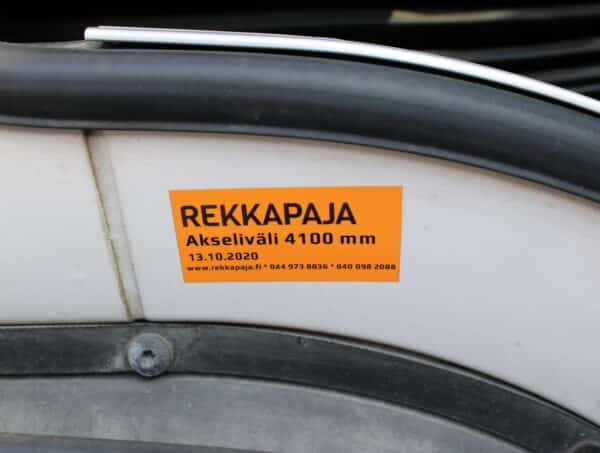 REKKAPAJA
Akseliväli 4100 mm
13.10.2020
www.rekkapaja.fi * 044 973 8836 * 040 098 2088